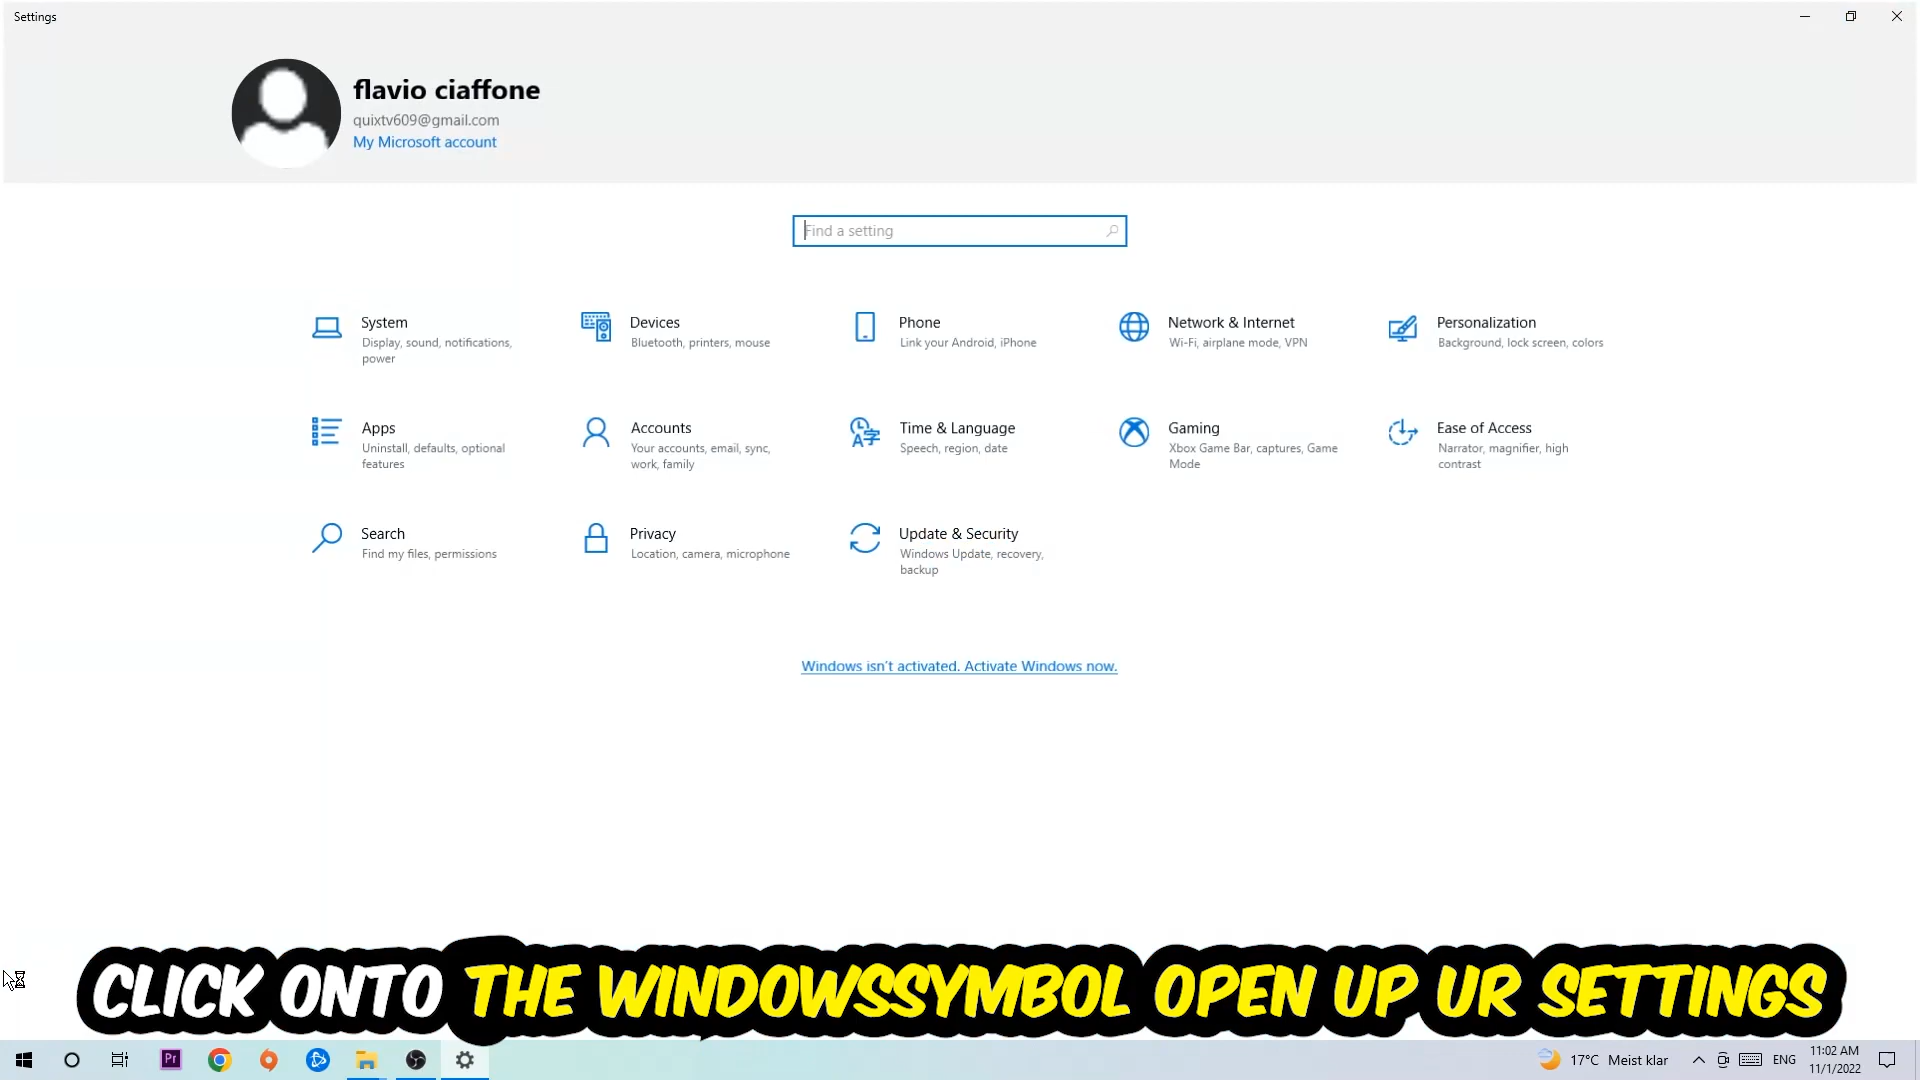 Settings
flavio ciaffone
quixtv609@gmail.com
My Microsoft account
Find a setting
System
Display, sound, notifications,
power
Devices
Bluetooth, printers, mouse
Phone
Link your Android, iPhone
Network & Internet
Wi-Fi, airplane mode, VPN
Personalization
Background, lock screen, colors
Apps
Uninstall, defaults, optional
features
Accounts
Your accounts, email, sync,
work, family
Time & Language
Speech, region, date
Gaming
Xbox Game Bar, captures, Game
Mode
Ease of Access
Narrator, magnifier, high
contrast
Search
Find my files, permissions
Privacy
Location, camera, microphone
Update & Security
Windows Update, recovery,
backup
Windows isn't activated. Activate Windows now.
CLICK ONTO THE WINDOWSSYMBOL OPEN UP UR SETTINGS
Pr
17°C Meist klar
ENG
11:02 AM
11/1/2022